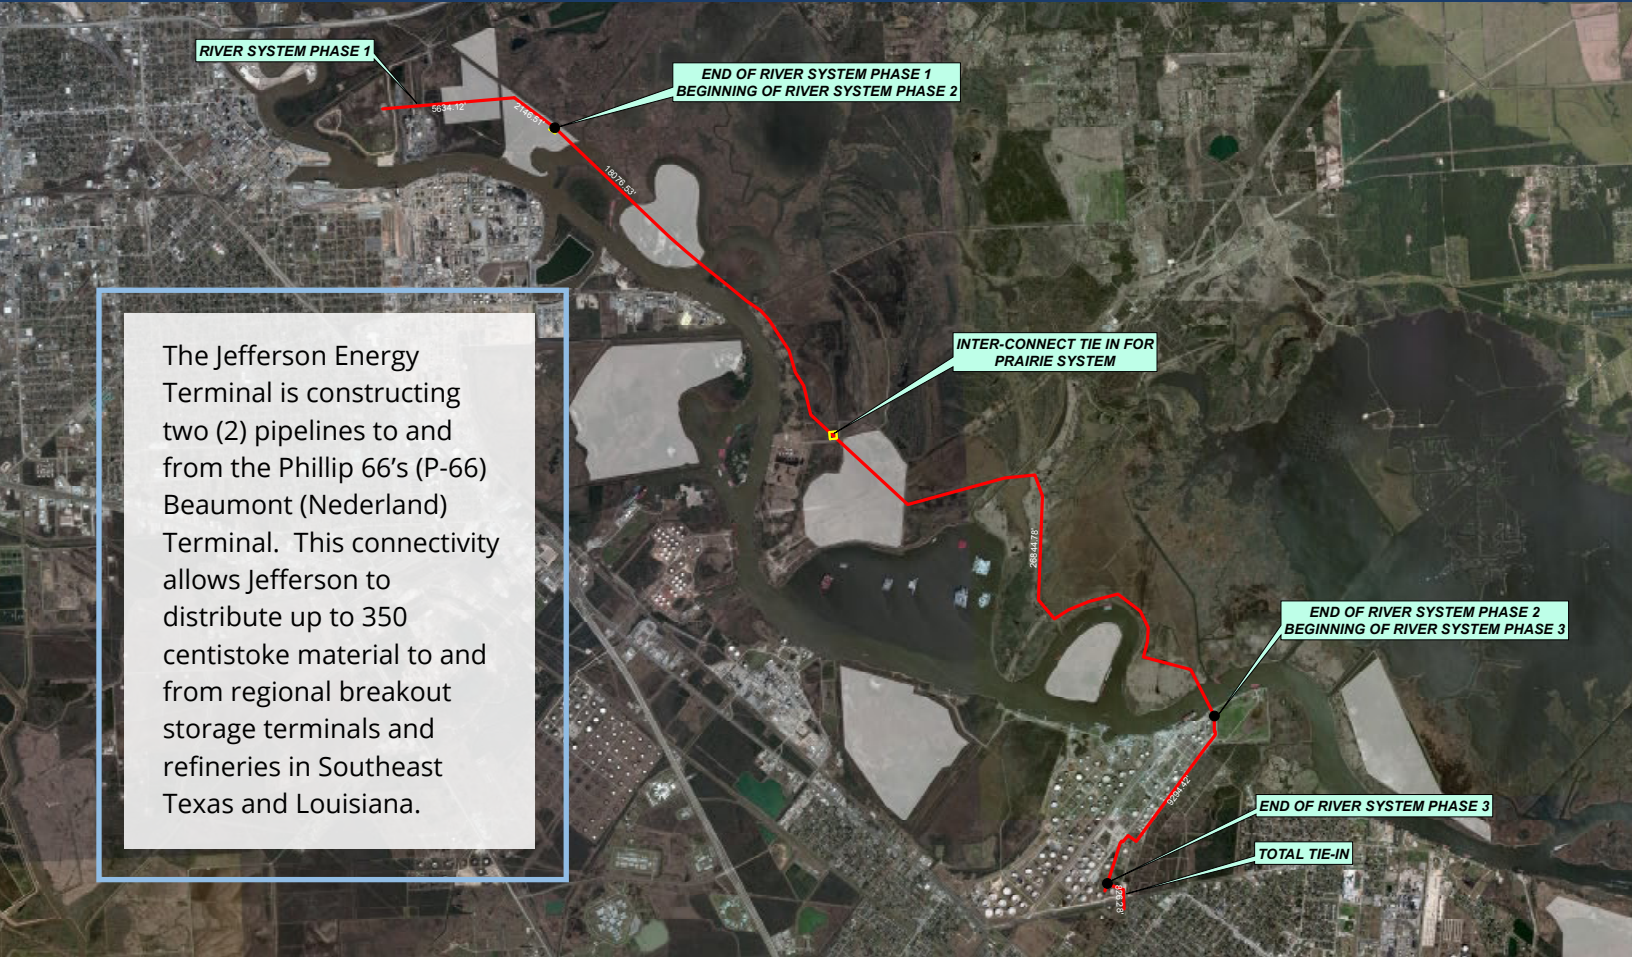 RIVER SYSTEM PHASE 1
END OF RIVER SYSTEM PHASE 1
BEGINNING OF RIVER SYSTEM PHASE 2
5634.12'
2146.51'
18076.53'
INTER-CONNECT TIE IN FOR
PRAIRIE SYSTEM
The Jefferson Energy
Terminal is constructing
two (2) pipelines to and
from the Phillip 66's (P-66)
Beaumont (Nederland)
Terminal.  This connectivity
allows Jefferson to
distribute up to 350
centistoke material to and
from regional breakout
storage terminals and
refineries in Southeast
Texas and Louisiana.
26844.78'
END OF RIVER SYSTEM PHASE 2
BEGINNING OF RIVER SYSTEM PHASE 3
9294.42'
END OF RIVER SYSTEM PHASE 3
TOTAL TIE-IN